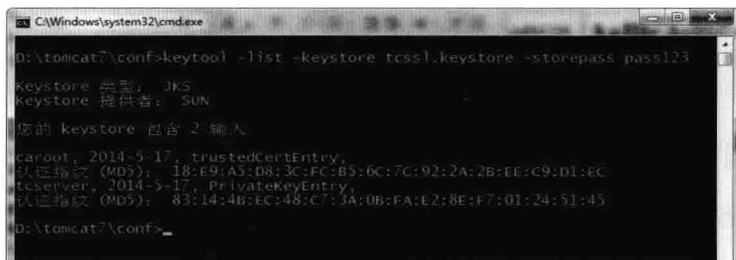 C:\Windows\system32\cmd.exe
D:\tomcat7\conf>keytool -list -keystore tcssl.keystore -storepass pass123
Keystore 类型： JKS
Keystore 提供者： SUN
您的 keystore 包含 2 输入
caroot, 2014-5-17, trustedCertEntry,
认证指纹 (MD5)： 18:E9:A5:D8:3C:FC:B5:6C:7C:92:2A:2B:EE:C9:D1:EC
tcserver, 2014-5-17, PrivateKeyEntry,
认证指纹 (MD5)： 83:14:4B:EC:48:C7:3A:0B:FA:E2:8E:F7:01:24:51:45
D:\tomcat7\conf>